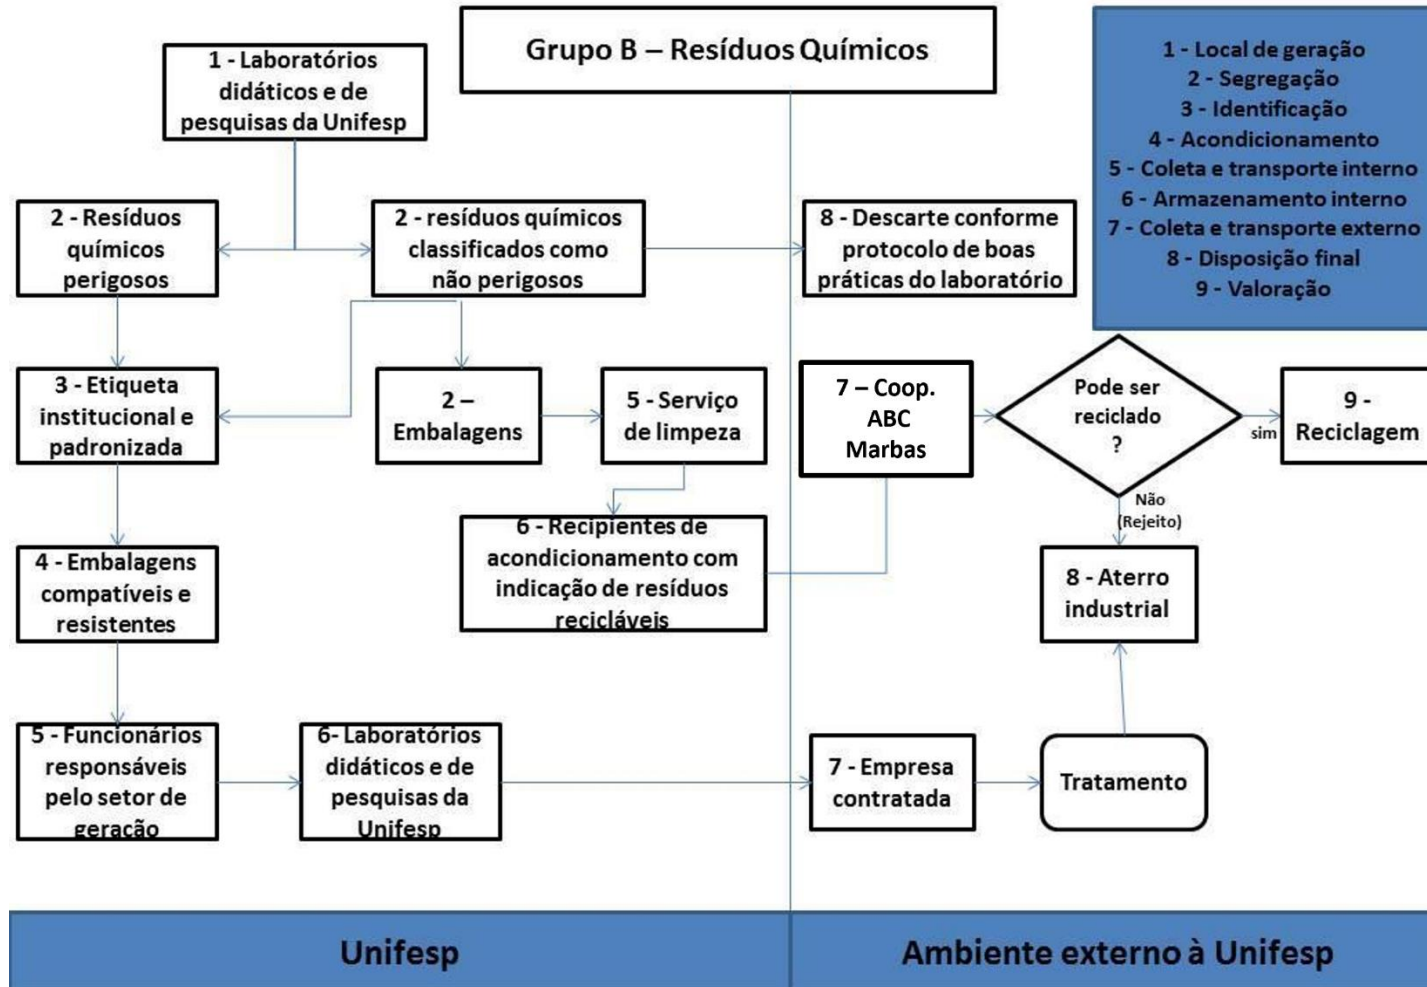 Grupo B – Resíduos Químicos
1 - Local de geração
2 - Segregação
3 - Identificação
4 - Acondicionamento
5 - Coleta e transporte interno
6 - Armazenamento interno
7 - Coleta e transporte externo
8 - Disposição final
9 - Valoração
1 - Laboratórios
didáticos e de
pesquisas da Unifesp
2 - Resíduos
químicos
perigosos
2 - resíduos químicos
classificados como
não perigosos
8 - Descarte conforme
protocolo de boas
práticas do laboratório
3 - Etiqueta
institucional e
padronizada
2 –
Embalagens
5 - Serviço
de limpeza
7 – Coop.
ABC
Marbas
Pode ser
reciclado
?
sim
9 -
Reciclagem
Não
(Rejeito)
4 - Embalagens
compatíveis e
resistentes
6 - Recipientes de
acondicionamento com
indicação de resíduos
recicláveis
8 - Aterro
industrial
5 - Funcionários
responsáveis
pelo setor de
geração
6- Laboratórios
didáticos e de
pesquisas da
Unifesp
7 - Empresa
contratada
Tratamento
Unifesp
Ambiente externo à Unifesp